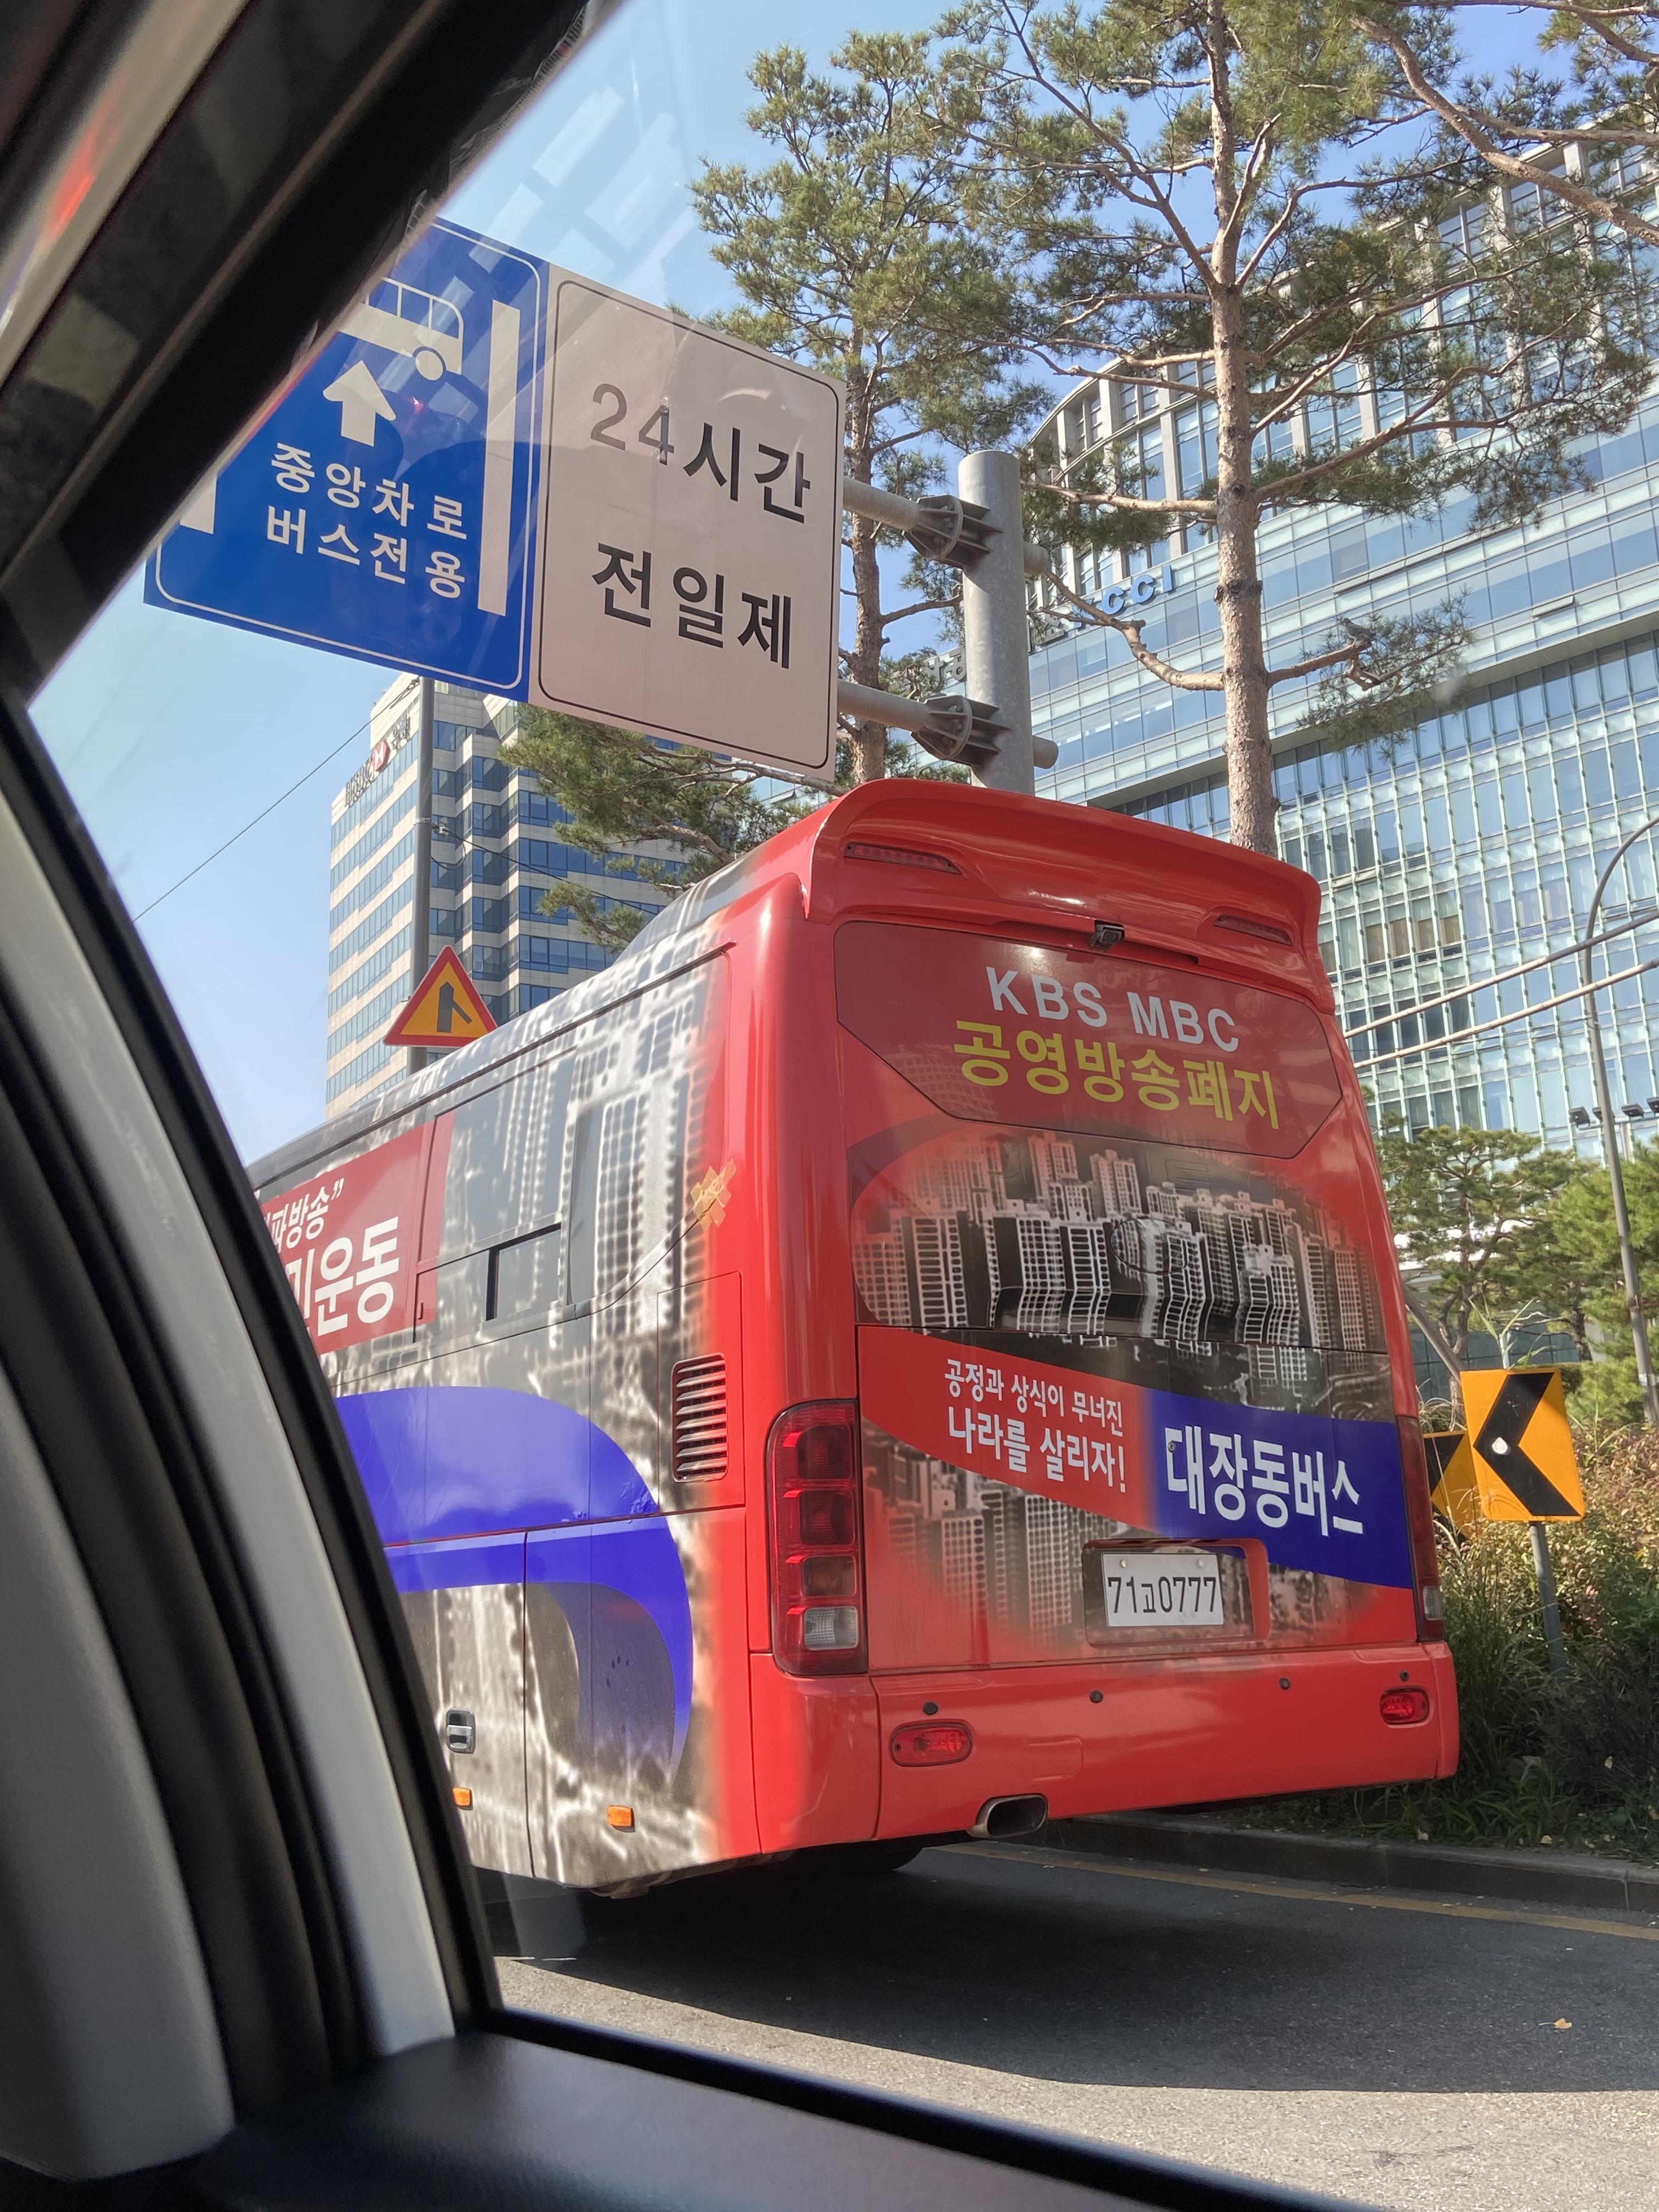 중앙차로
버스전용
24시간
전일제
CCI
KBS MBC
공영방송폐지
방송”
운동
공정과 상식이 무너진
나라를 살리자!
대장동버스
71고0777